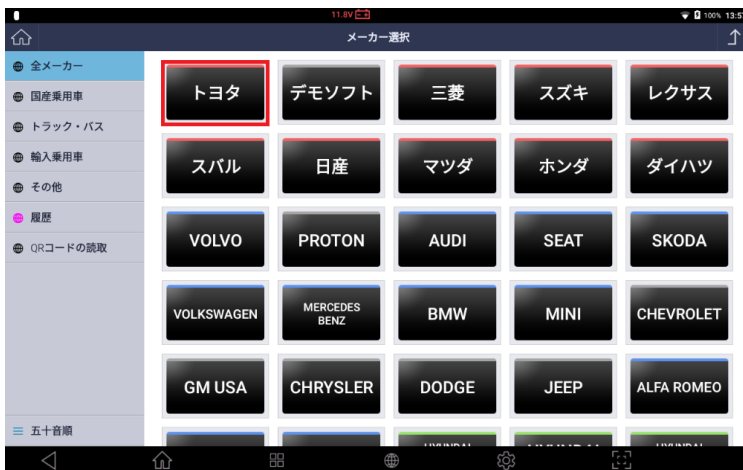 11.8V
100% 13:5
メーカー選択
全メーカー
国産乗用車
トラック・バス
輸入乗用車
その他
履歴
QRコードの読取
五十音順
トヨタ
デモソフト
三菱
スズキ
レクサス
スバル
日産
マツダ
ホンダ
ダイハツ
VOLVO
PROTON
AUDI
SEAT
SKODA
VOLKSWAGEN
MERCEDES
BENZ
BMW
MINI
CHEVROLET
GM USA
CHRYSLER
DODGE
JEEP
ALFA ROMEO